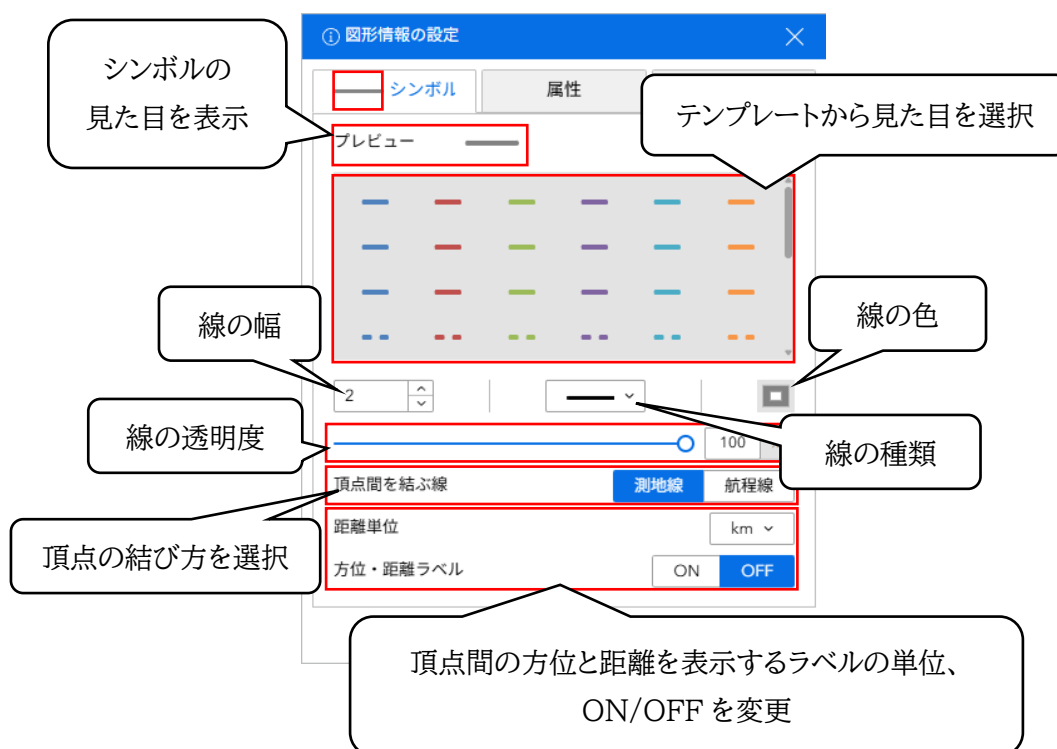 図形情報の設定
シンボルの
見た目を表示
シンボル
属性
テンプレートから見た目を選択
プレビュー
線の幅
線の色
2
線の透明度
100
線の種類
頂点間を結ぶ線
測地線
航程線
頂点の結び方を選択
距離単位
km
方位・距離ラベル
ON
OFF
頂点間の方位と距離を表示するラベルの単位、
ON/OFF を変更